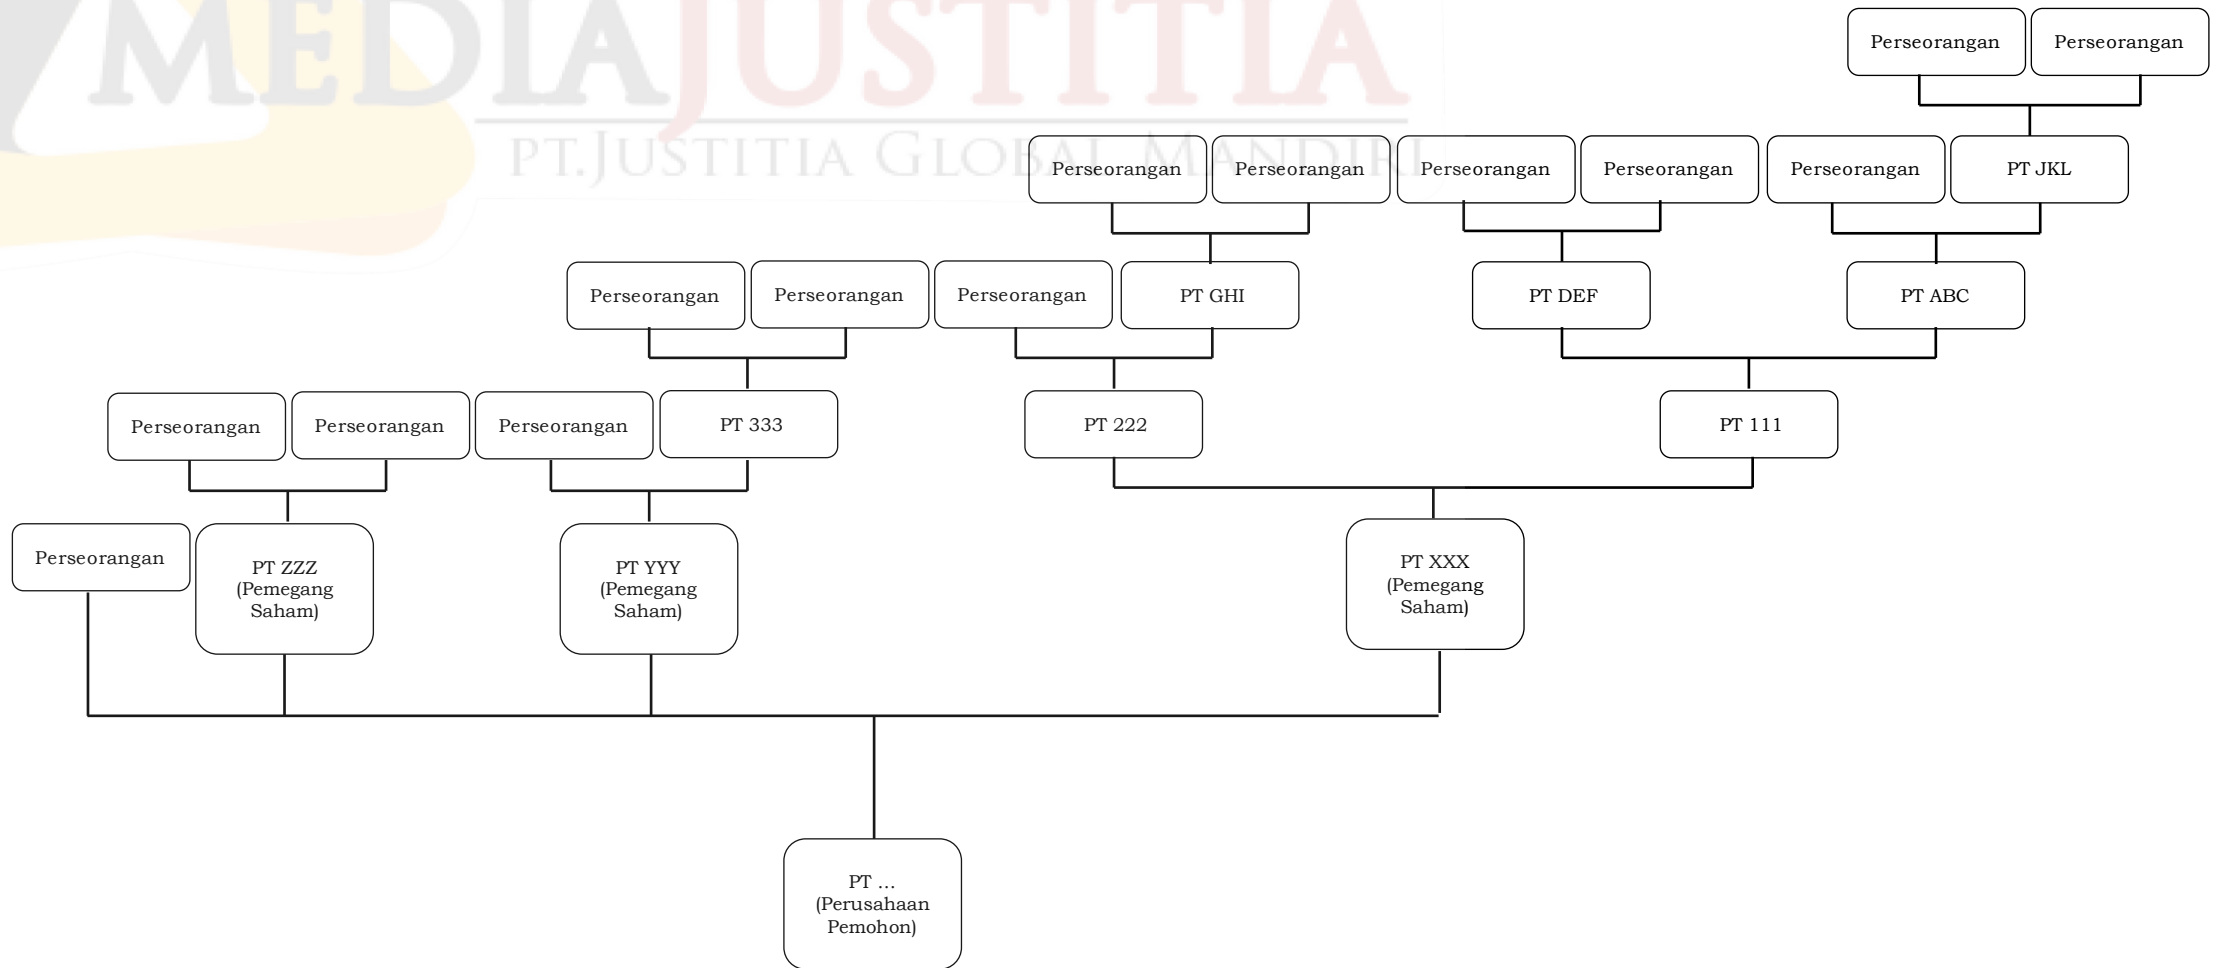 MEDIAJUSTITIA
PT.JUSTITIA GLOBAL MANDIRI
Perseorangan
Perseorangan
Perseorangan
Perseorangan
Perseorangan
Perseorangan
Perseorangan
PT JKL
Perseorangan
Perseorangan
Perseorangan
PT GHI
PT DEF
PT ABC
Perseorangan
Perseorangan
Perseorangan
PT 333
PT 222
PT 111
Perseorangan
PT ZZZ
(Pemegang
Saham)
PT YYY
(Pemegang
Saham)
PT XXX
(Pemegang
Saham)
PT ...
(Perusahaan
Pemohon)